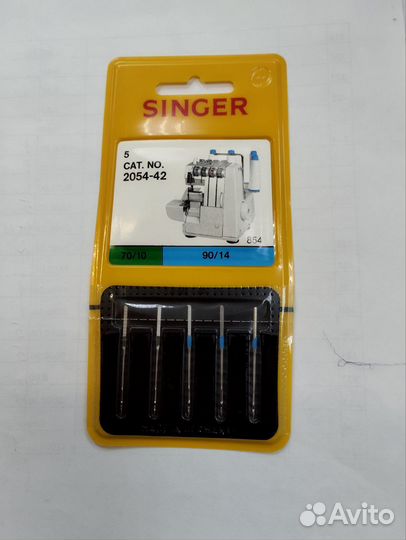 SINGER
5
CAT. NO.
2054-42
854
70/10
90/14
Avito